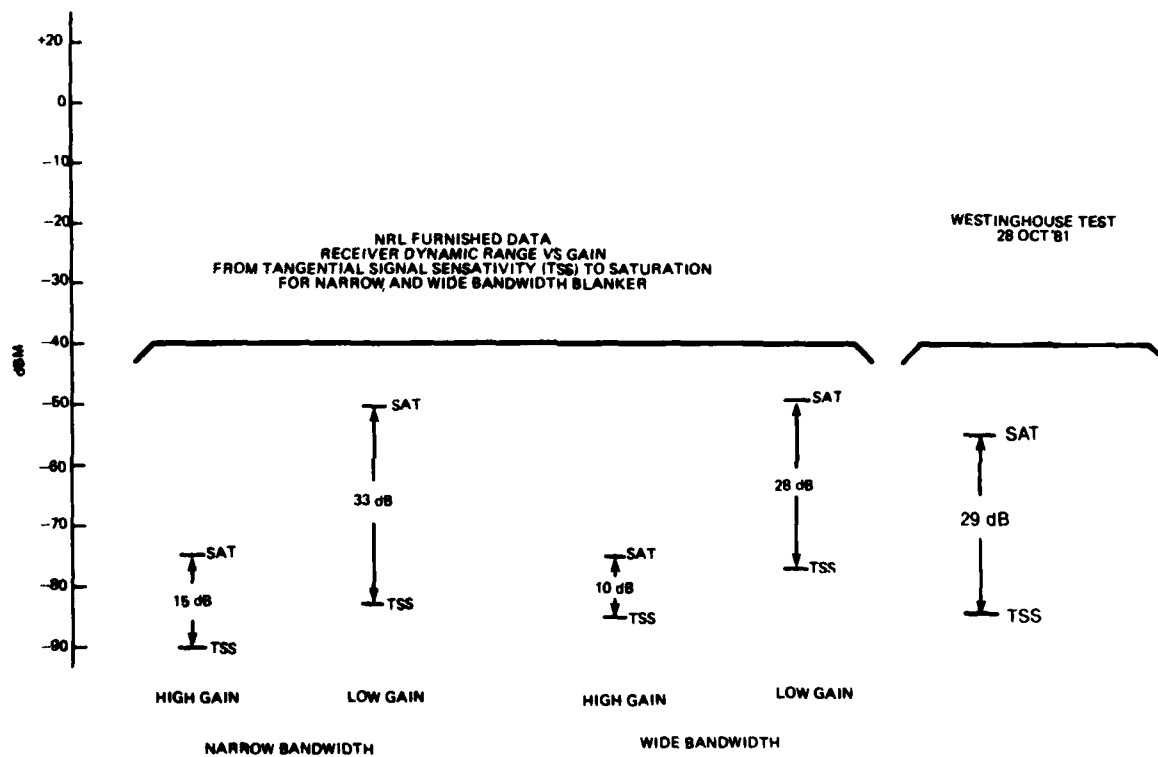 +20
0
−10
−20
−30
−40
−50
−60
−70
−80
−90
dBM
NRL FURNISHED DATA
RECEIVER DYNAMIC RANGE VS GAIN
FROM TANGENTIAL SIGNAL SENSATIVITY (TSS) TO SATURATION
FOR NARROW, AND WIDE BANDWIDTH BLANKER
WESTINGHOUSE TEST
28 OCT '81
SAT
15 dB
TSS
SAT
33 dB
TSS
SAT
10 dB
TSS
SAT
28 dB
TSS
SAT
29 dB
TSS
HIGH GAIN
LOW GAIN
HIGH GAIN
LOW GAIN
NARROW BANDWIDTH
WIDE BANDWIDTH